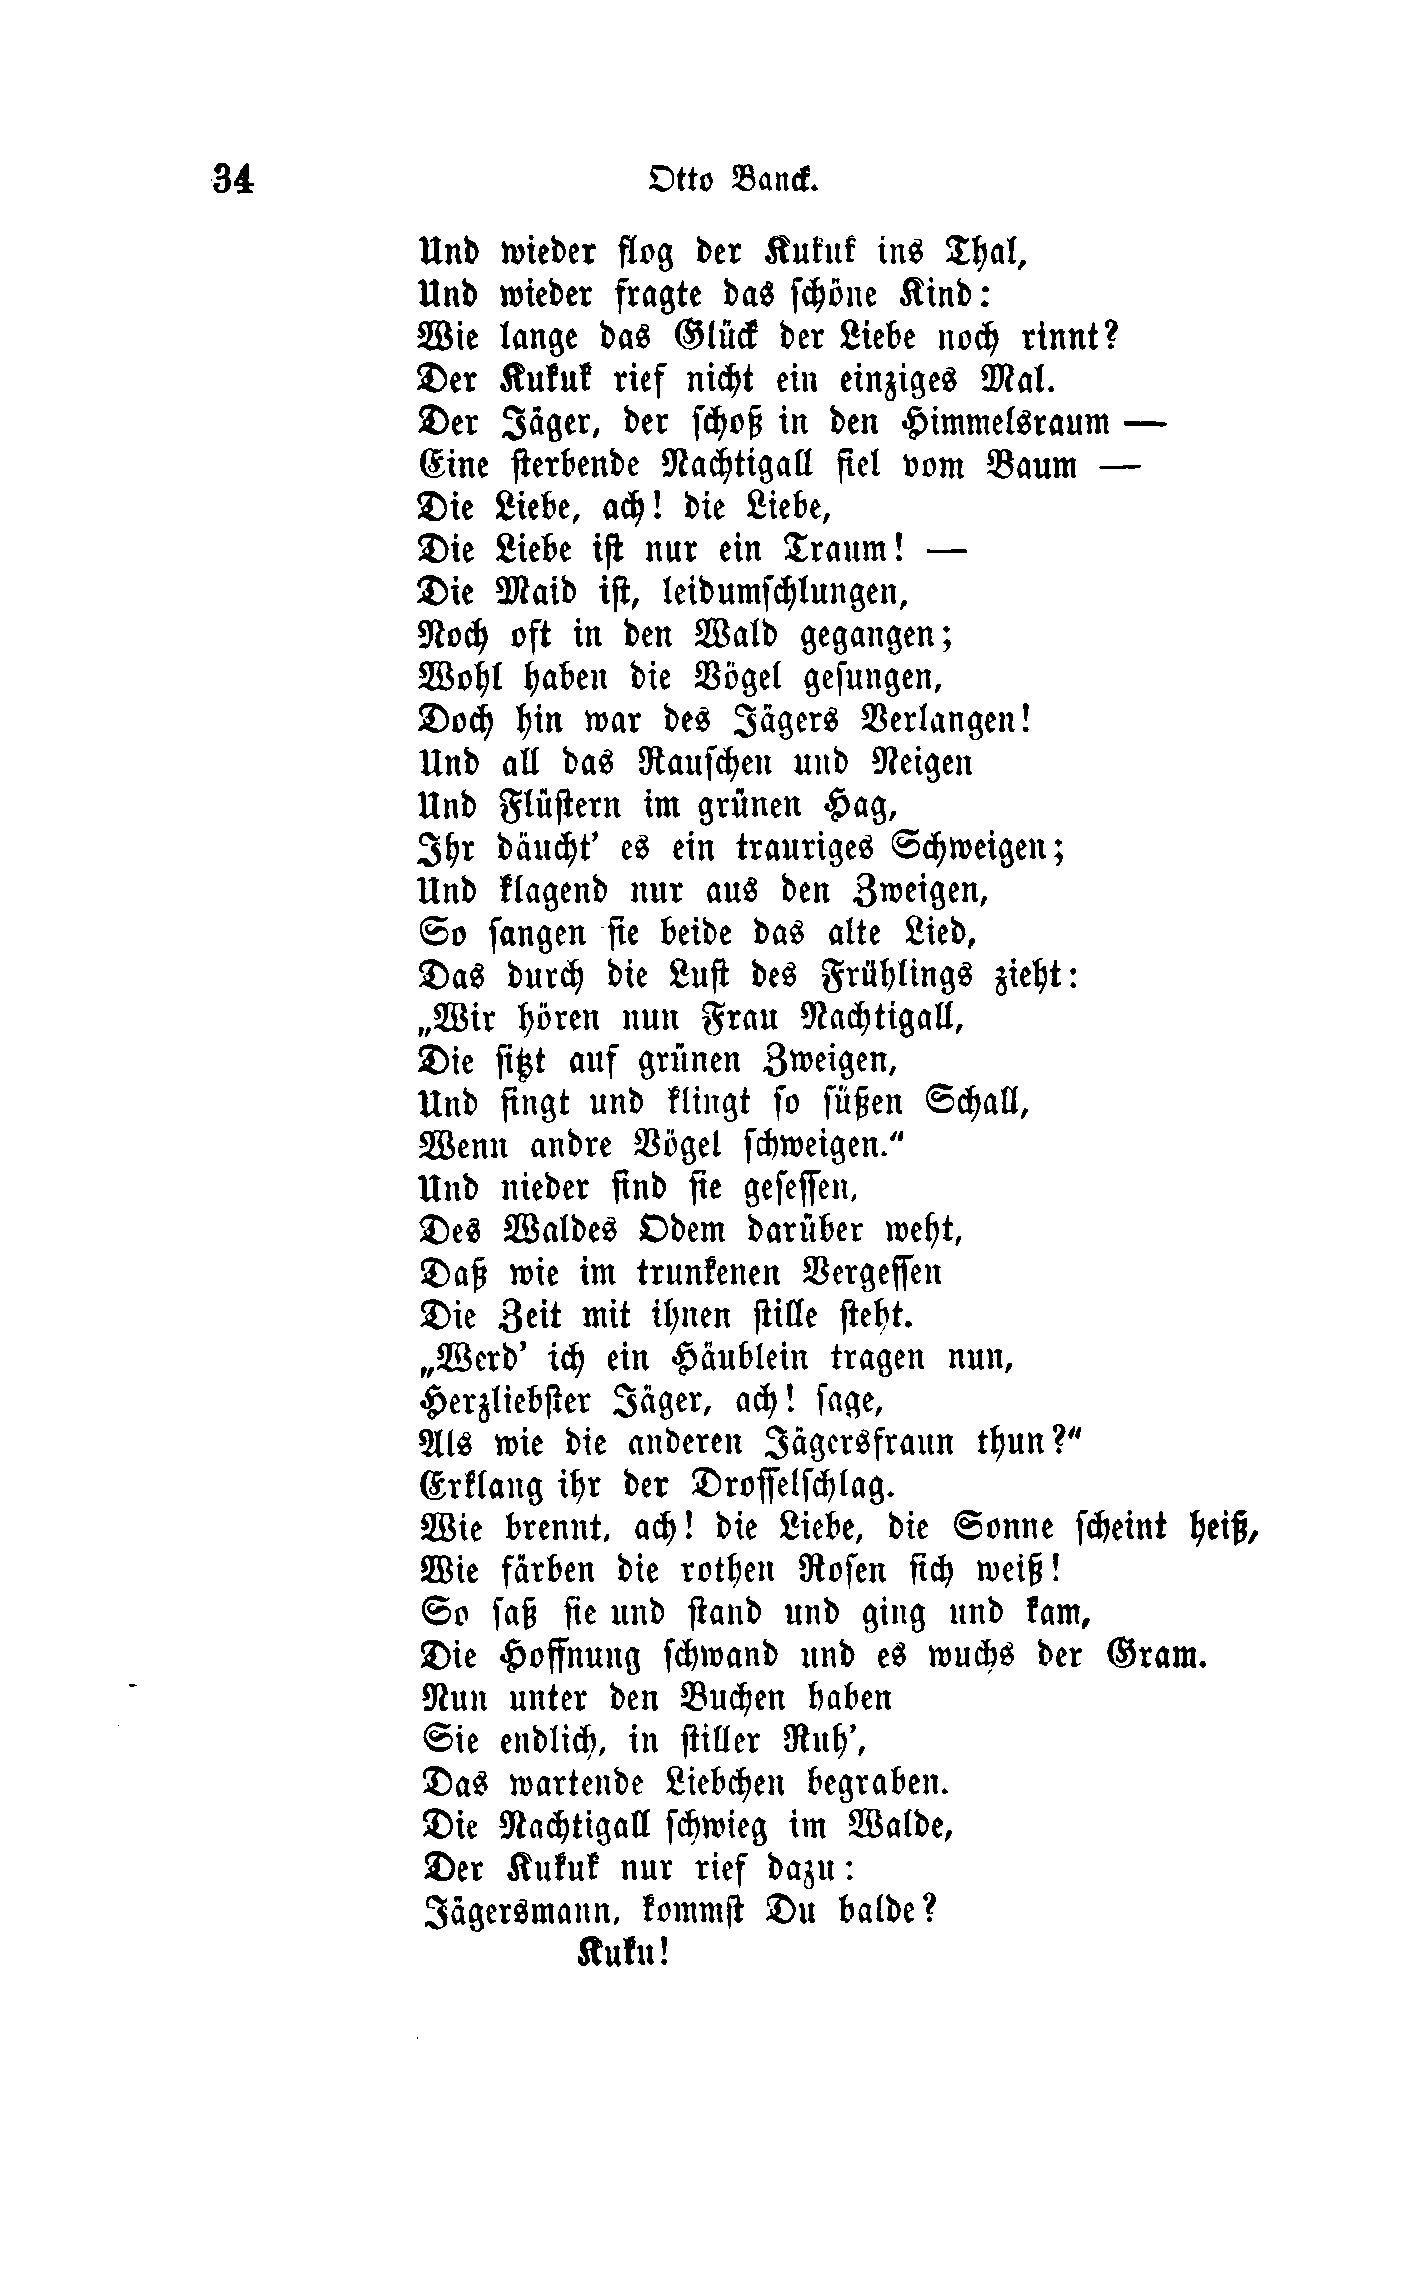 34 Otto Banck.
Und wieder flog der Kukuk ins Thal,
Und wieder fragte das schöne Kind:
Wie lange das Glück der Liebe noch rinnt?
Der Kukuk rief nicht ein einziges Mal.
Der Jäger, der schoß in den Himmelsraum —
Eine sterbende Nachtigall fiel vom Baum —
Die Liebe, ach! die Liebe,
Die Liebe ist nur ein Traum! —
Die Maid ist, leidumschlungen,
Noch oft in den Wald gegangen;
Wohl haben die Vögel gesungen,
Doch hin war des Jägers Verlangen!
Und all das Rauschen und Neigen
Und Flüstern im grünen Hag,
Ihr däucht' es ein trauriges Schweigen;
Und klagend nur aus den Zweigen,
So sangen sie beide das alte Lied,
Das durch die Lust des Frühlings zieht:
„Wir hören nun Frau Nachtigall,
Die sitzt auf grünen Zweigen,
Und singt und klingt so süßen Schall,
Wenn andre Vögel schweigen.“
Und nieder sind sie gesessen,
Des Waldes Odem darüber weht,
Daß wie im trunkenen Vergessen
Die Zeit mit ihnen stille steht.
„Werd' ich ein Häublein tragen nun,
Herzliebster Jäger, ach! sage,
Als wie die anderen Jägersfraun thun?“
Erklang ihr der Drosselschlag.
Wie brennt, ach! die Liebe, die Sonne scheint heiß,
Wie färben die rothen Rosen sich weiß!
So saß sie und stand und ging und kam,
Die Hoffnung schwand und es wuchs der Gram.
Nun unter den Buchen haben
Sie endlich, in stiller Ruh',
Das wartende Liebchen begraben.
Die Nachtigall schwieg im Walde,
Der Kukuk nur rief dazu:
Jägersmann, kommst Du balde?
Kuku!